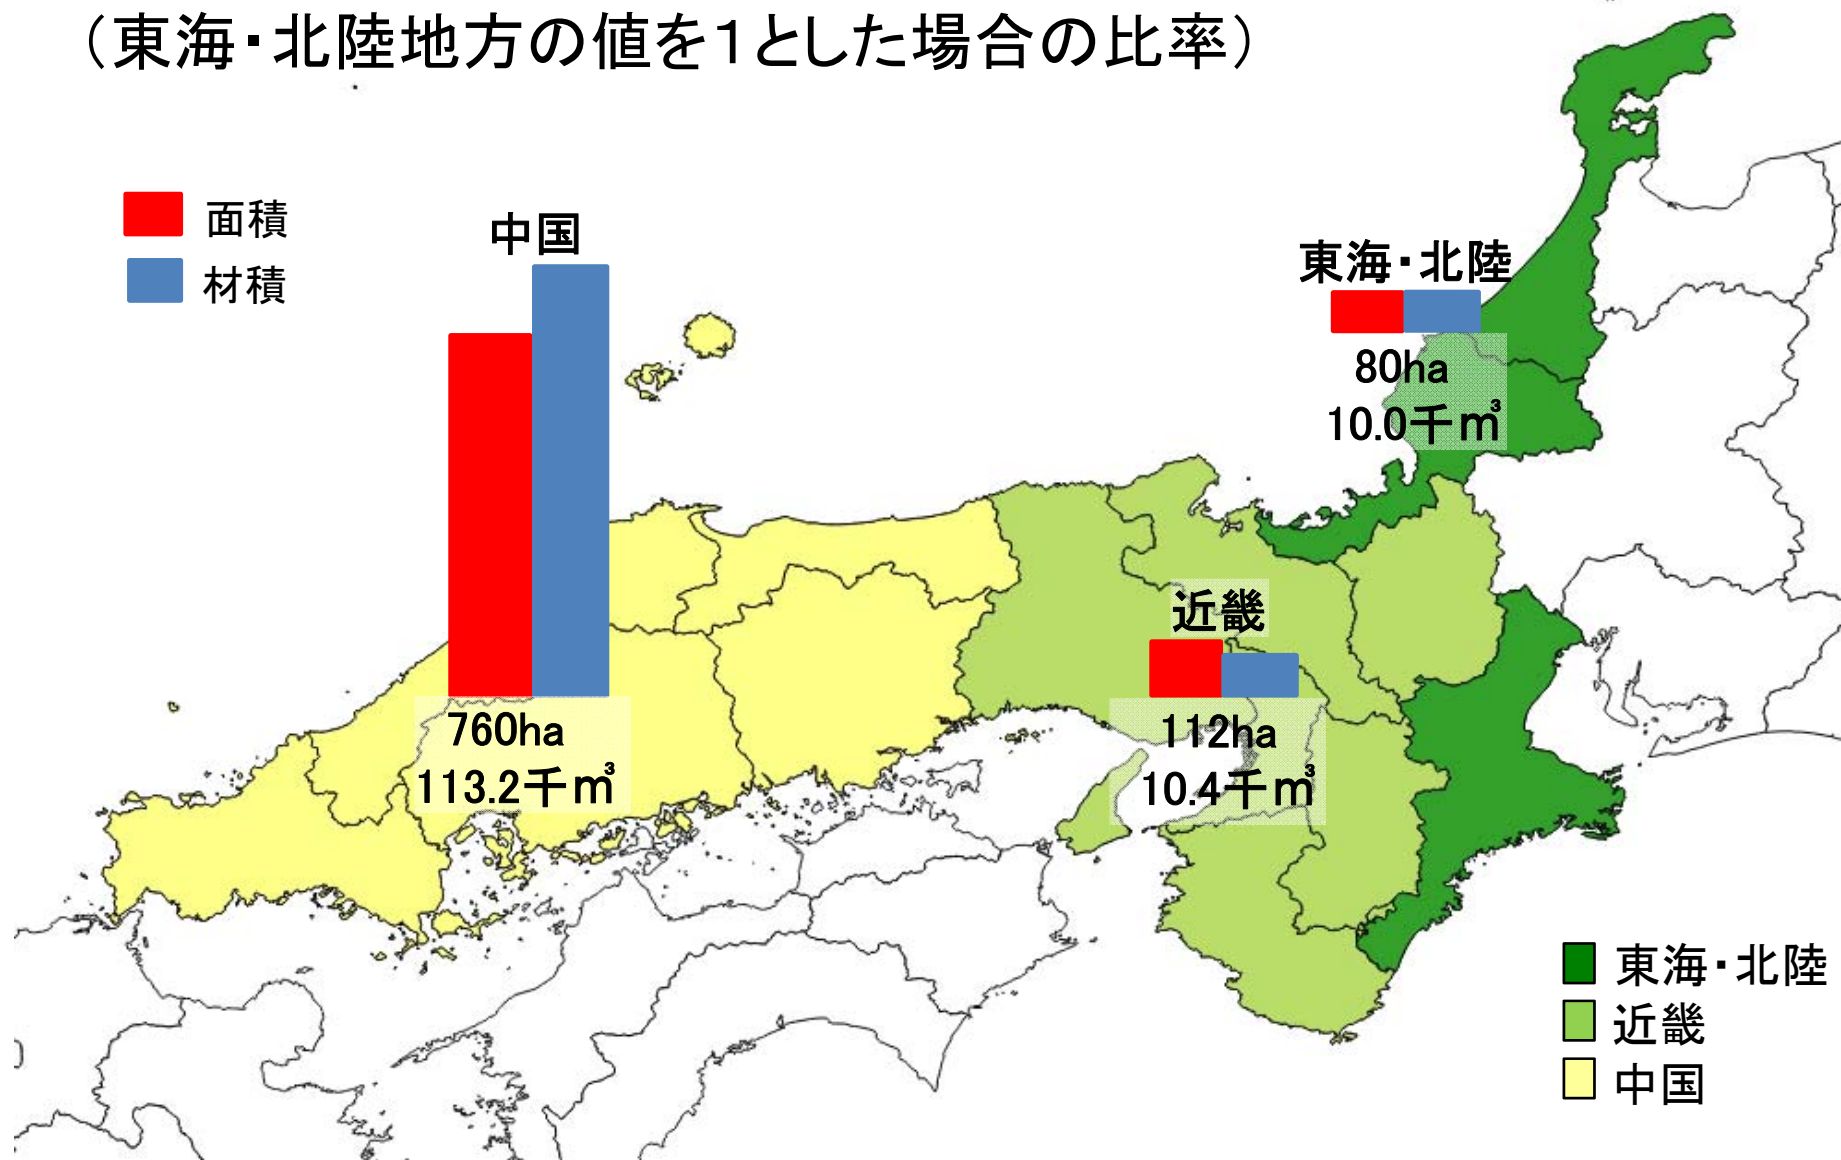 （東海・北陸地方の値を１とした場合の比率）
面積
材積
中国
760ha
113.2千㎥
東海・北陸
80ha
10.0千㎥
近畿
112ha
10.4千㎥
東海・北陸
近畿
中国